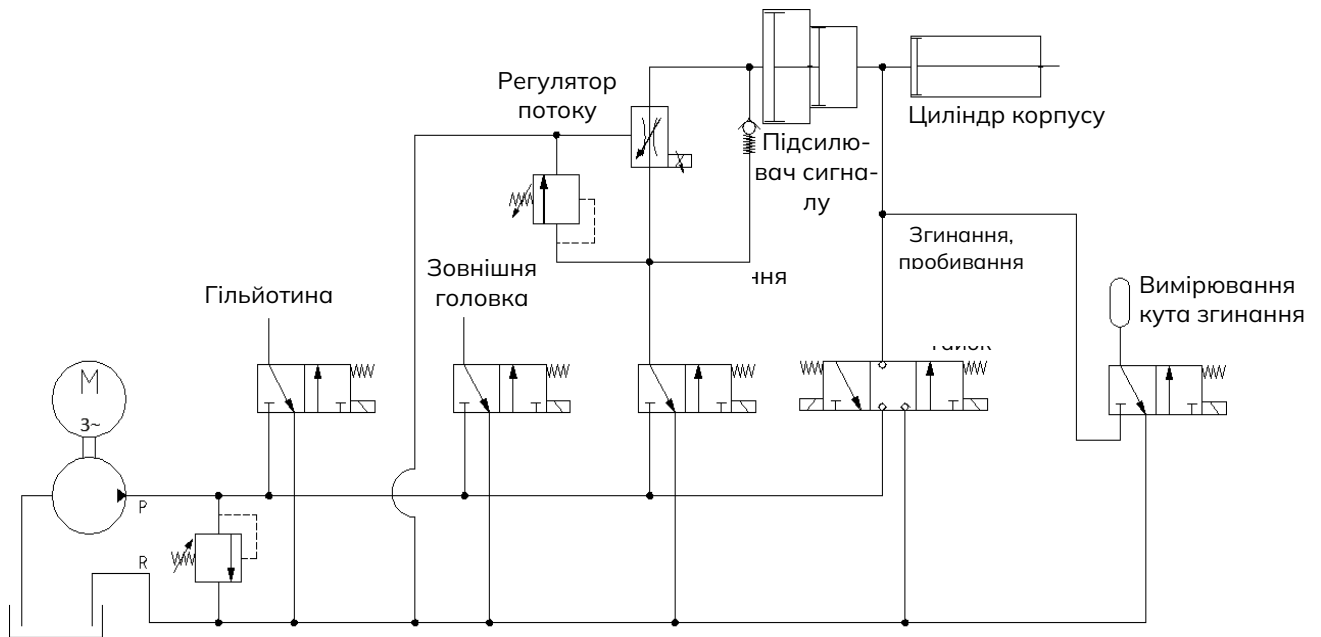 Регулятор
потоку
Циліндр корпусу
Підсилю-
вач сигна-
лу
Згинання,
пробивання
Зовнішня
головка
Гільйотина
Вимірювання
кута згинання
M
3~
P
R